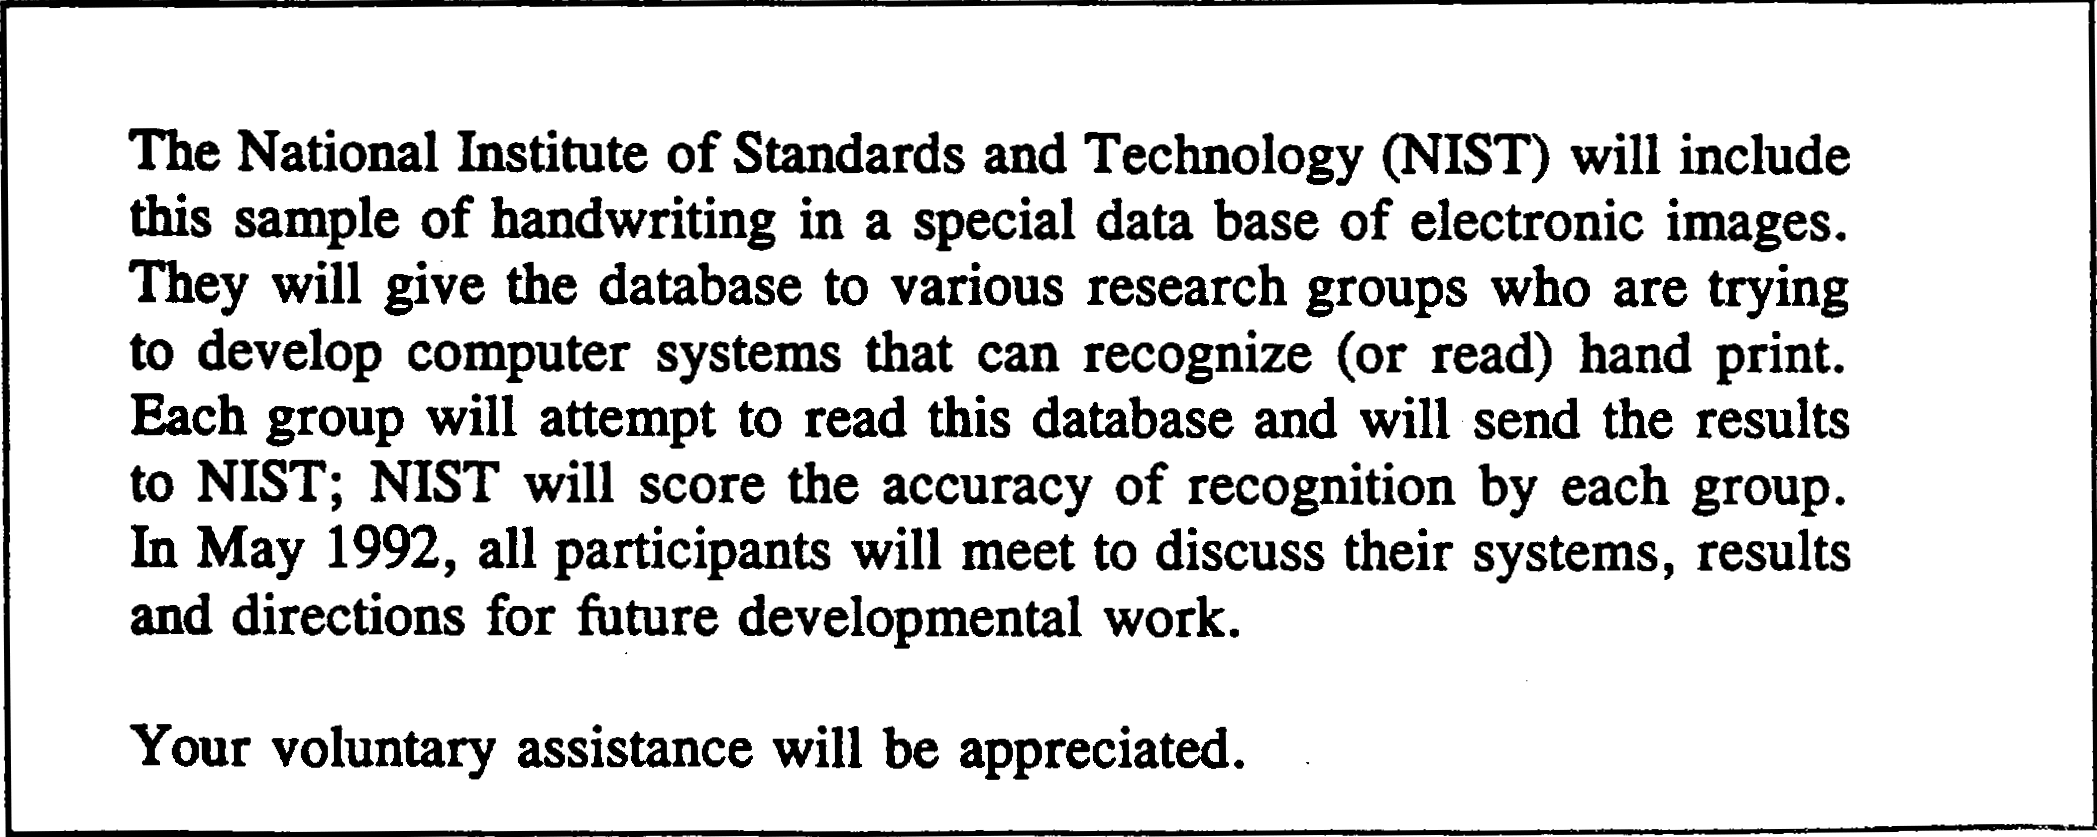 The National Institute of Standards and Technology (NIST) will include
this sample of handwriting in a special data base of electronic images.
They will give the database to various research groups who are trying
to develop computer systems that can recognize (or read) hand print.
Each group will attempt to read this database and will send the results
to NIST; NIST will score the accuracy of recognition by each group.
In May 1992, all participants will meet to discuss their systems, results
and directions for future developmental work.
Your voluntary assistance will be appreciated.